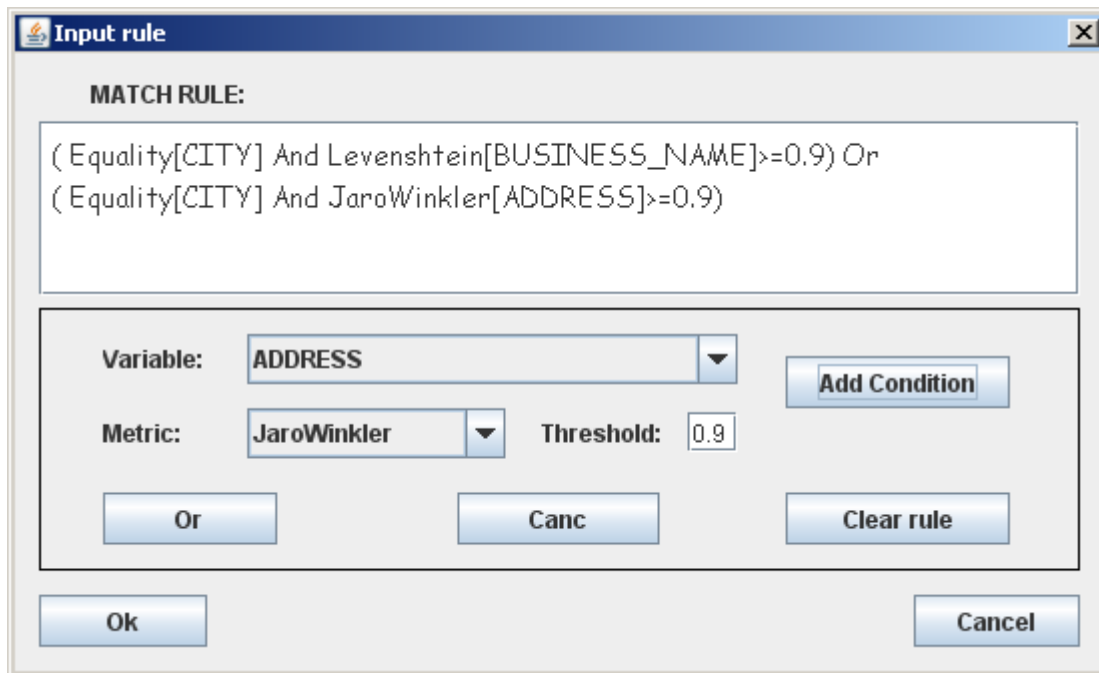 Input rule
MATCH RULE:
( Equality[CITY] And Levenshtein[BUSINESS_NAME]>=0.9) Or
( Equality[CITY] And JaroWinkler[ADDRESS]>=0.9)
Variable: ADDRESS
Add Condition
Metric: JaroWinkler Threshold: 0.9
Or Canc Clear rule
Ok Cancel